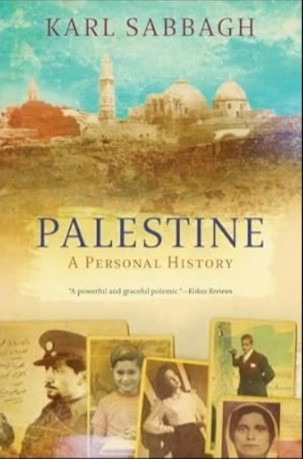 KARL SABBAGH
PALESTINE
A PERSONAL HISTORY
"A powerful and graceful polemic."—Kirkus Reviews